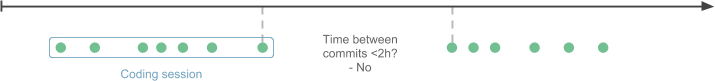 Time between
commits <2h?
- No
Coding session